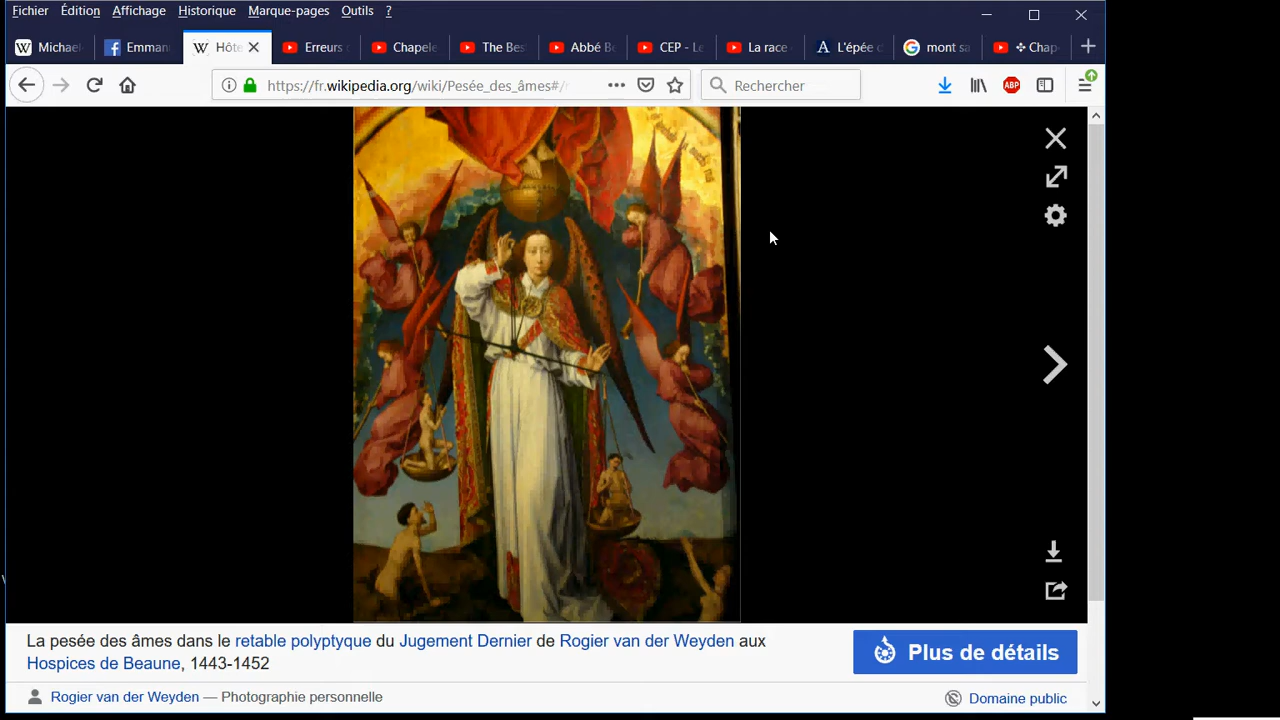 Fichier Édition Affichage Historique Marque-pages Outils ?
Michae Emman Hôte Erreurs Chapele The Bes Abbé B CEP - Le La race L'épée d mont sa Chap
https://fr.wikipedia.org/wiki/Pesée_des_âmes#/ Rechercher
ABP
La pesée des âmes dans le retable polyptyque du Jugement Dernier de Rogier van der Weyden aux
Hospices de Beaune, 1443-1452
Plus de détails
Rogier van der Weyden — Photographie personnelle
Domaine public